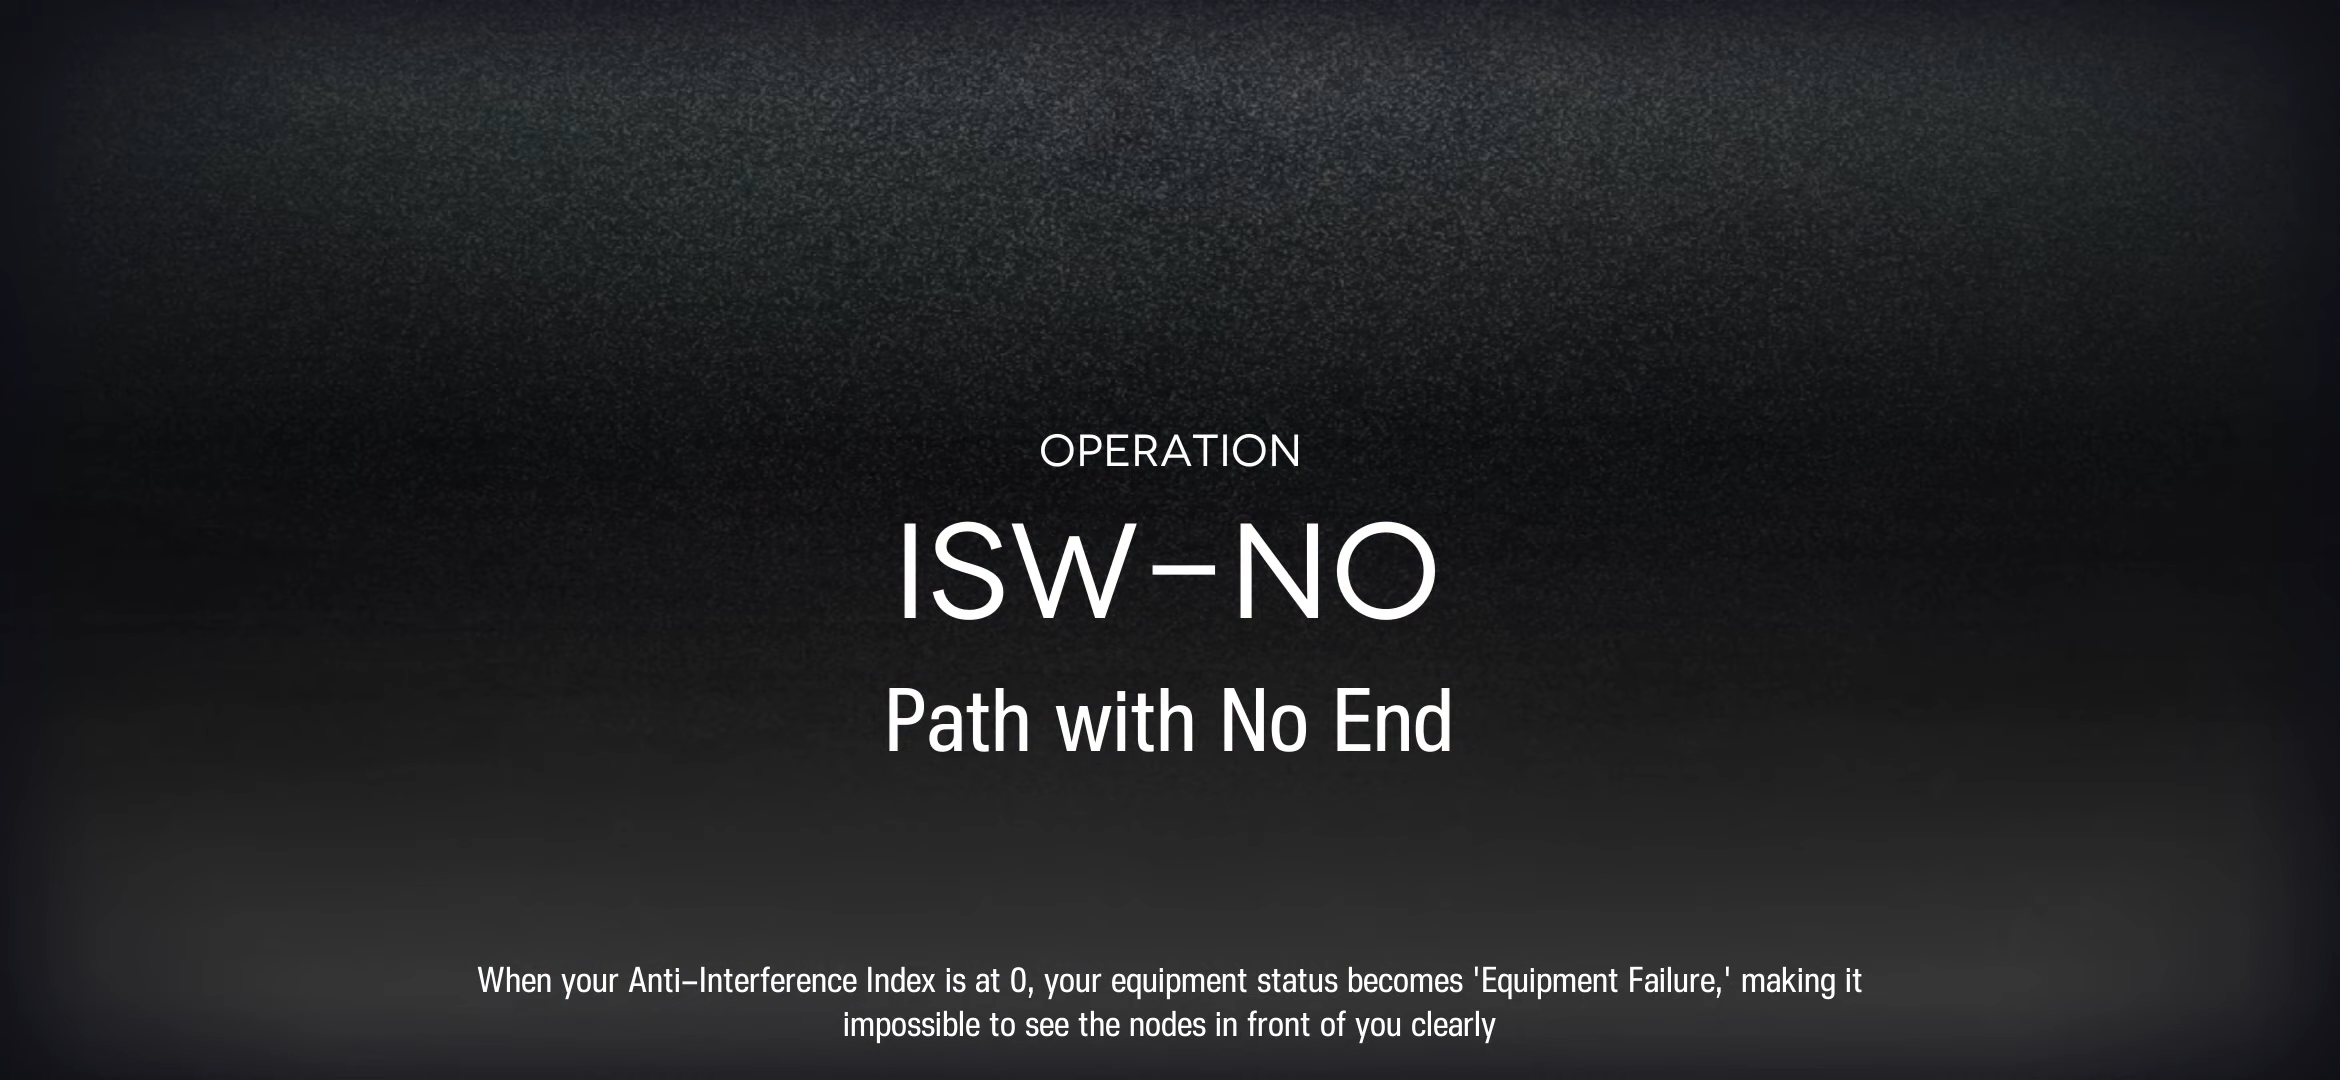 OPERATION
ISW-NO
Path with No End
When your Anti-Interference Index is at 0, your equipment status becomes 'Equipment Failure,' making it
impossible to see the nodes in front of you clearly